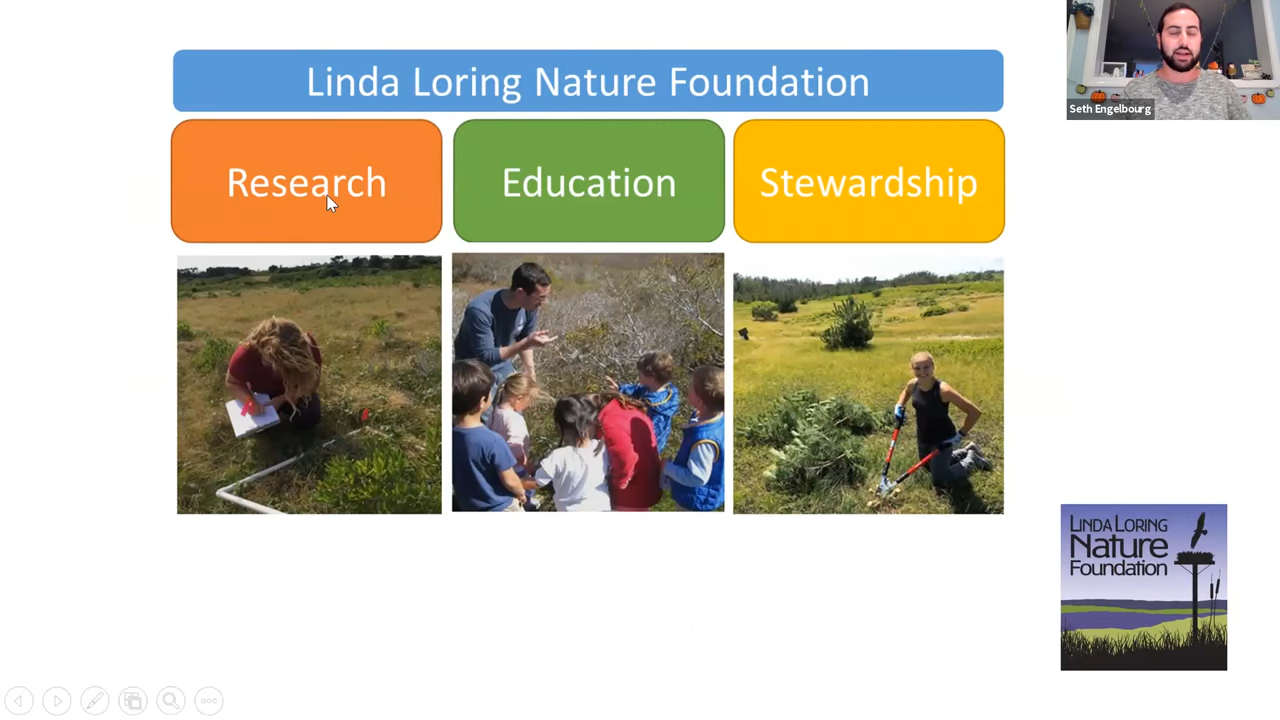 Linda Loring Nature Foundation
Seth Engelbourg
Research
Education
Stewardship
LINDA LORING
Nature
Foundation